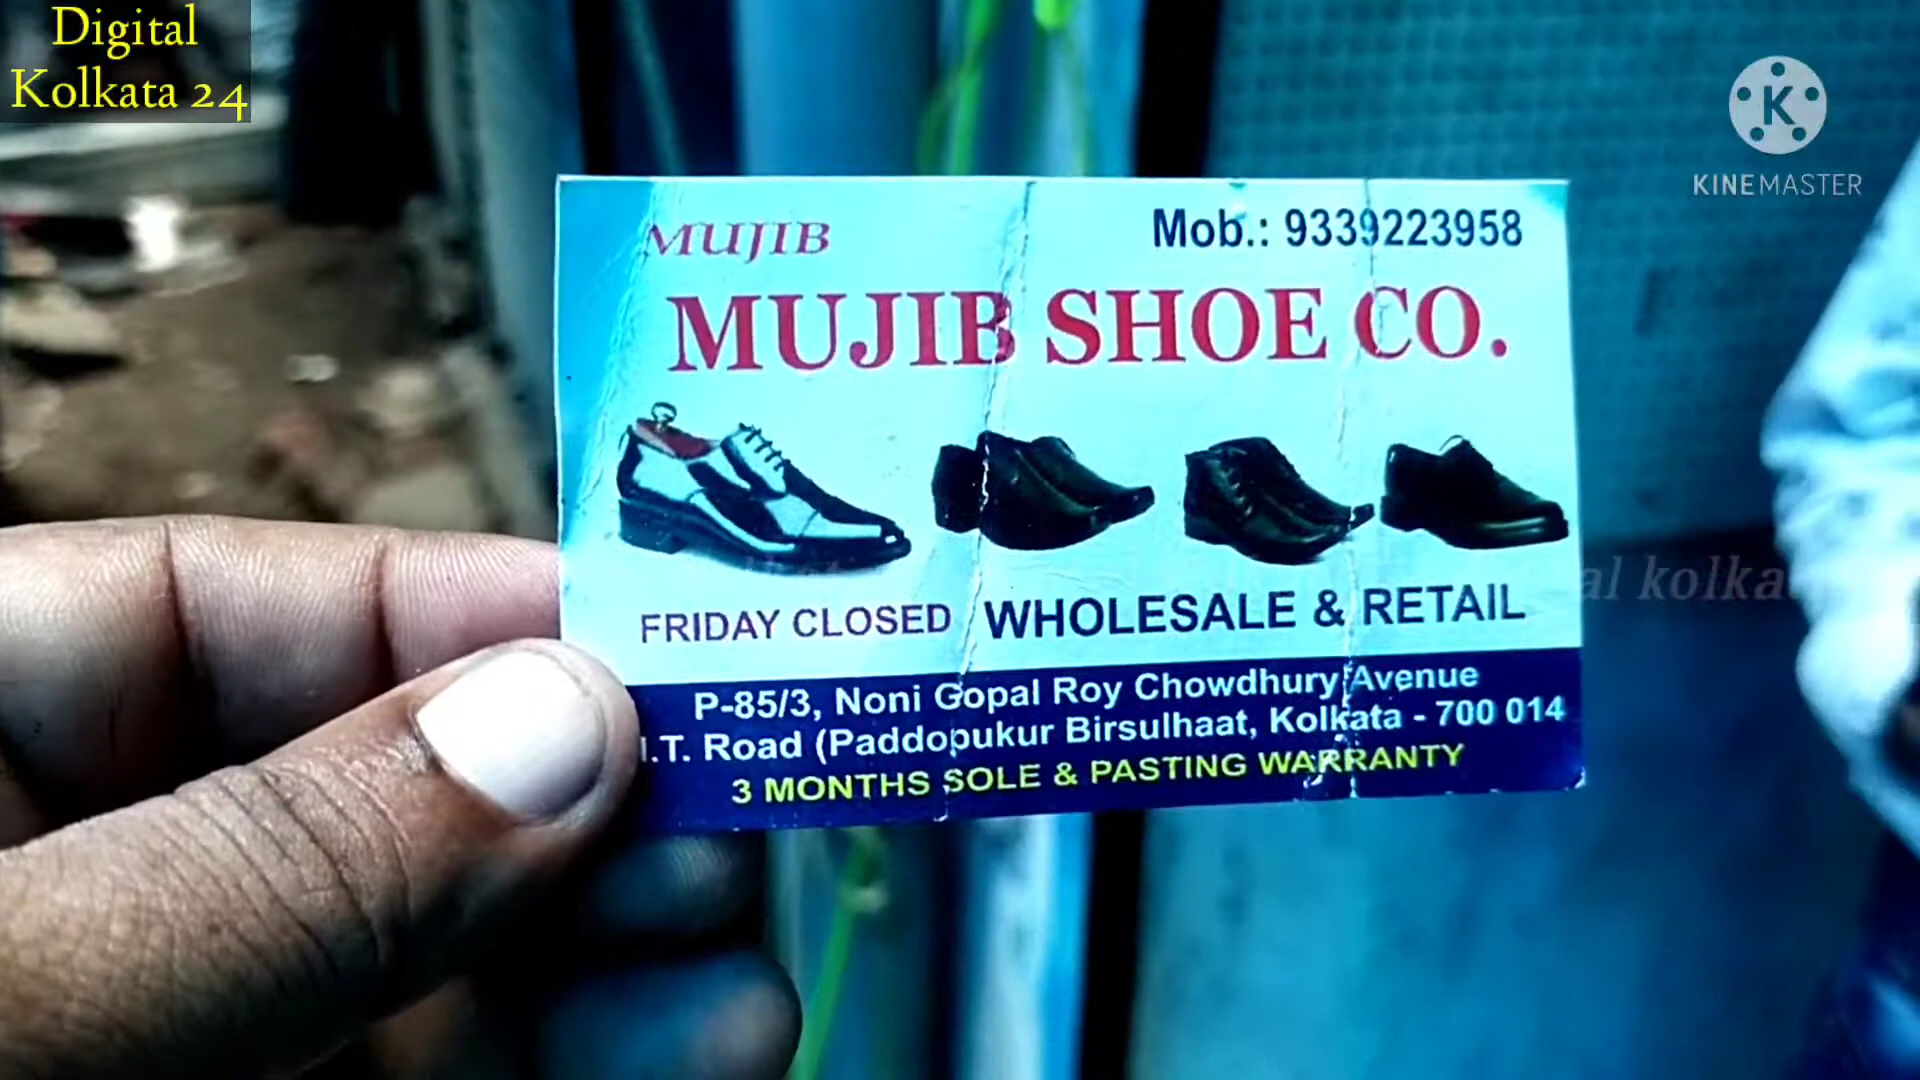 Digital
Kolkata 24
K
KINEMASTER
MUJIB
Mob.: 9339223958
MUJIB SHOE CO.
FRIDAY CLOSED WHOLESALE & RETAIL
P-85/3, Noni Gopal Roy Chowdhury Avenue
.I.T. Road (Paddopukur Birsulhaat, Kolkata - 700 014
3 MONTHS SOLE & PASTING WARRANTY